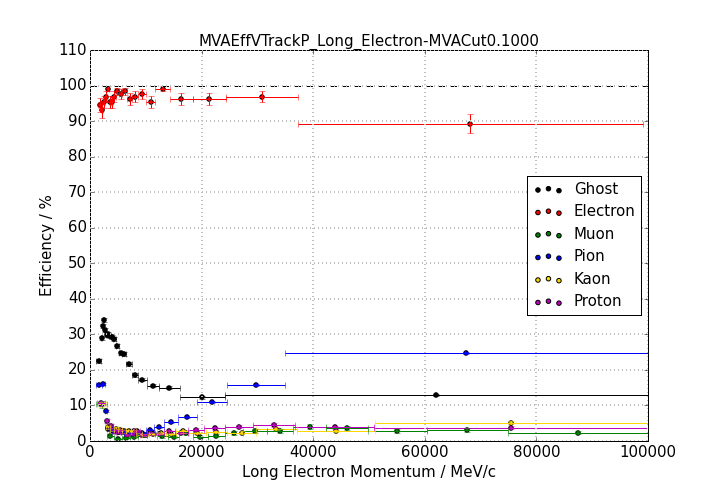 MVAEffVTrackP_Long_Electron-MVACut0.1000
110
100
90
80
70
60
50
40
30
20
10
0
Efficiency / %
Ghost
Electron
Muon
Pion
Kaon
Proton
0 20000 40000 60000 80000 100000
Long Electron Momentum / MeV/c